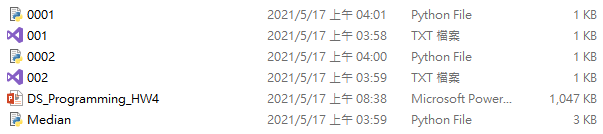 0001 2021/5/17 上午 04:01 Python File 1 KB
001 2021/5/17 上午 03:58 TXT 檔案 1 KB
0002 2021/5/17 上午 04:00 Python File 1 KB
002 2021/5/17 上午 03:59 TXT 檔案 1 KB
DS_Programming_HW4 2021/5/17 上午 08:38 Microsoft Power... 1,047 KB
Median 2021/5/17 上午 03:59 Python File 3 KB